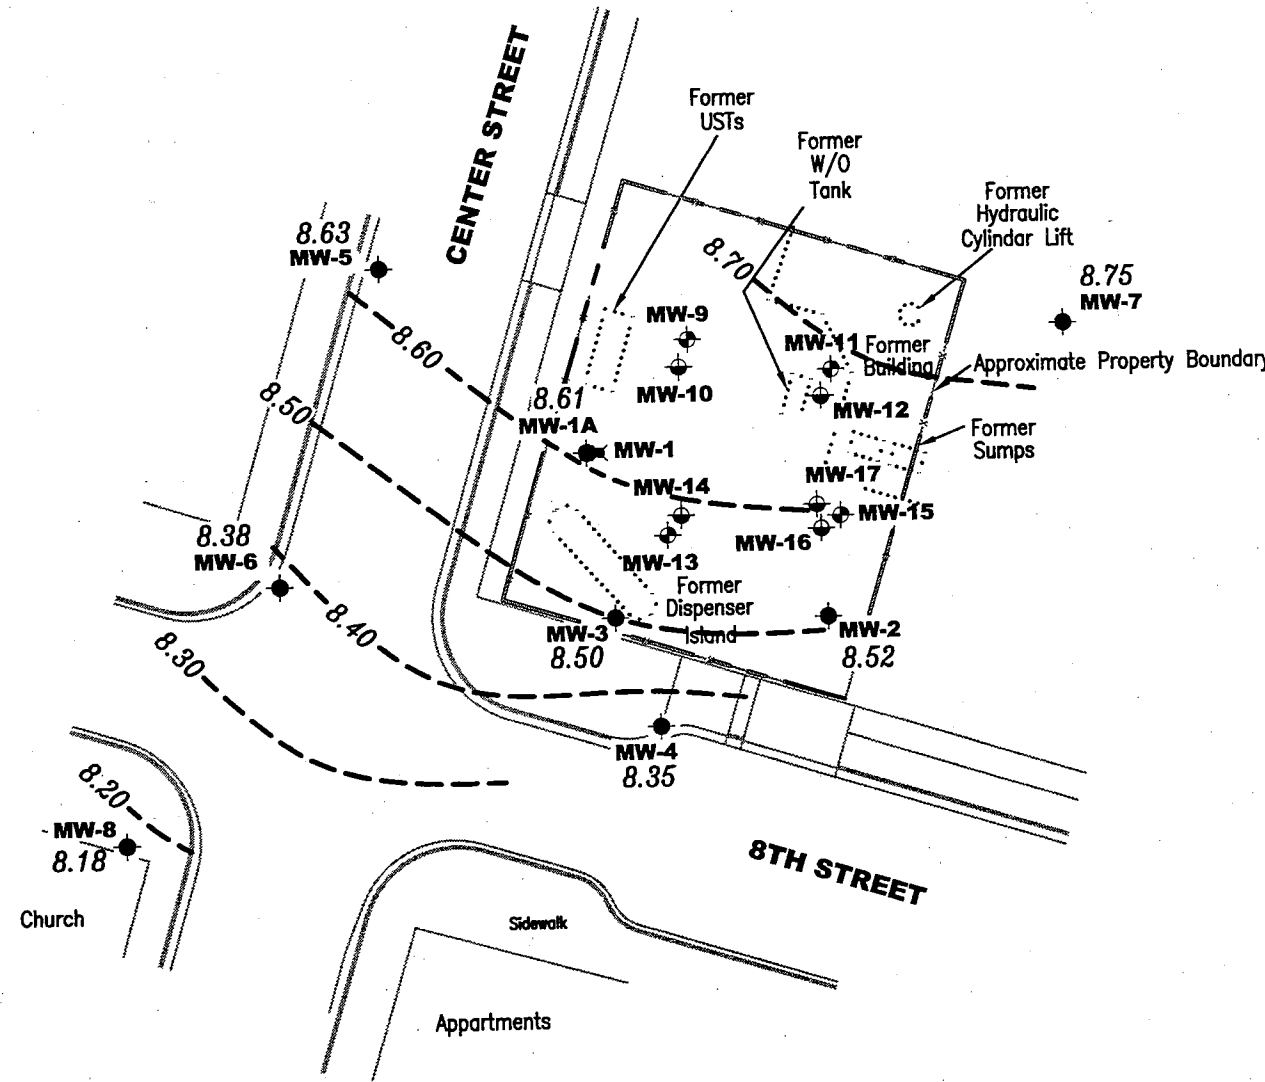 CENTER STREET
Former
USTs
Former
W/O
Tank
Former
Hydraulic
Cylindar Lift
8.63
MW-5
8.70
8.75
MW-7
MW-9
8.60
MW-11
Former
Building
Approximate Property Boundary
MW-10
8.50
8.61
MW-1A
MW-12
Former
Sumps
MW-1
MW-17
MW-14
MW-15
8.38
MW-6
MW-16
MW-13
Former
Dispenser
Island
8.40
MW-3
8.50
MW-2
8.52
8.30
MW-4
8.35
8.20
MW-8
8.18
8TH STREET
Church
Sidewalk
Appartments